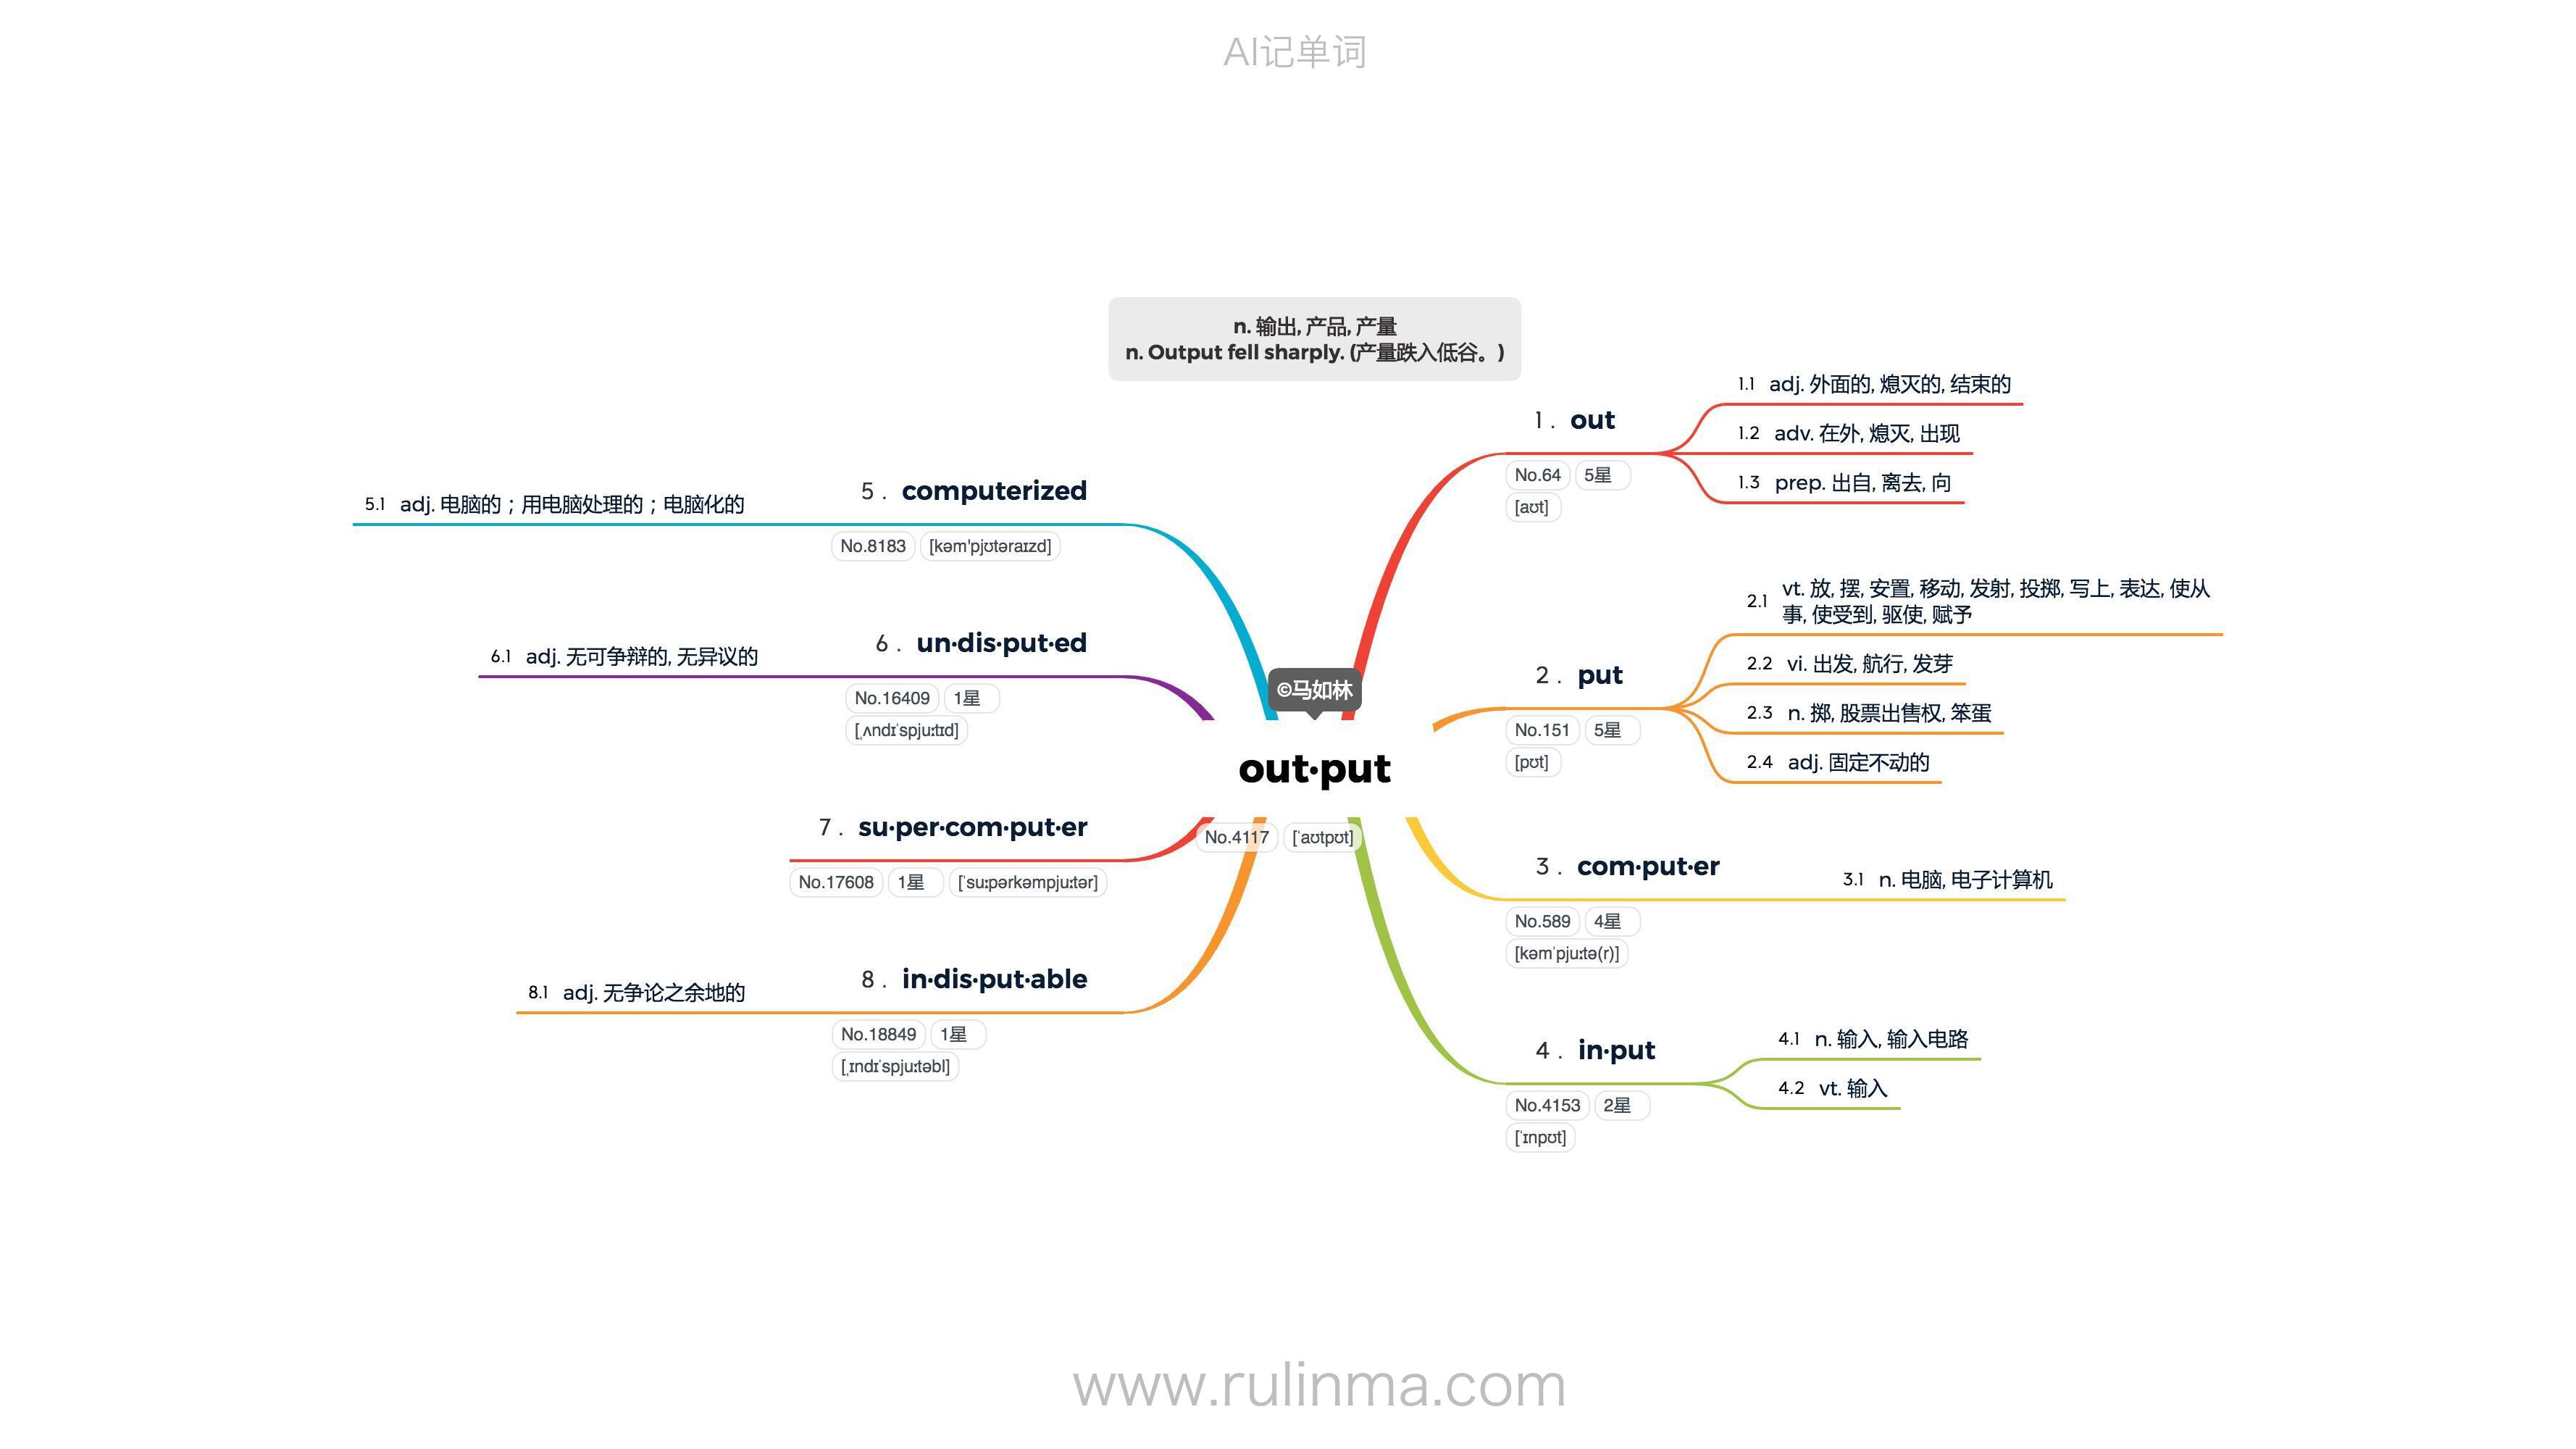 AI记单词
n. 输出, 产品, 产量
n. Output fell sharply. (产量跌入低谷。)
©马如林
out·put
No.4117 [ˈaʊtpʊt]
1 . out
No.64 5星
[aʊt]
1.1 adj. 外面的, 熄灭的, 结束的
1.2 adv. 在外, 熄灭, 出现
1.3 prep. 出自, 离去, 向
2 . put
No.151 5星
[pʊt]
2.1 vt. 放, 摆, 安置, 移动, 发射, 投掷, 写上, 表达, 使从
事, 使受到, 驱使, 赋予
2.2 vi. 出发, 航行, 发芽
2.3 n. 掷, 股票出售权, 笨蛋
2.4 adj. 固定不动的
3 . com·put·er
No.589 4星
[kəmˈpjuːtə(r)]
3.1 n. 电脑, 电子计算机
4 . in·put
No.4153 2星
[ˈɪnpʊt]
4.1 n. 输入, 输入电路
4.2 vt. 输入
5 . computerized
No.8183 [kəm'pjʊtəraɪzd]
5.1 adj. 电脑的；用电脑处理的；电脑化的
6 . un·dis·put·ed
No.16409 1星
[ˌʌndɪˈspjuːtɪd]
6.1 adj. 无可争辩的, 无异议的
7 . su·per·com·put·er
No.17608 1星 [ˈsuːpərkəmpjuːtər]
8 . in·dis·put·able
No.18849 1星
[ˌɪndɪˈspjuːtəbl]
8.1 adj. 无争论之余地的
www.rulinma.com